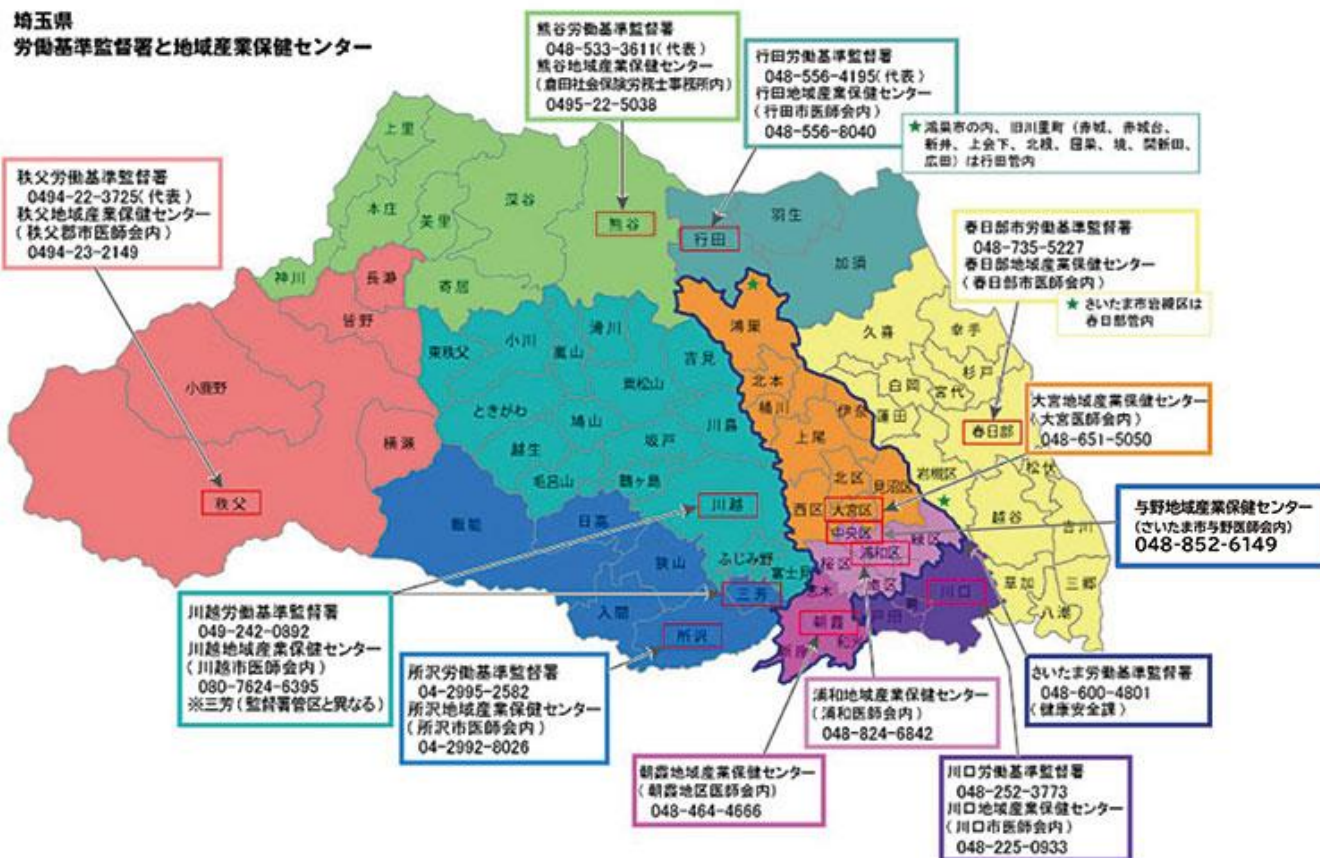 埼玉県
労働基準監督署と地域産業保健センター
熊谷労働基準監督署
048-533-3611(代表)
熊谷地域産業保健センター
(倉田社会保険労務士事務所内)
0495-22-5038
行田労働基準監督署
048-556-4195(代表)
行田地域産業保健センター
(行田市医師会内)
048-556-8040
★鴻巣市の内、旧川里町(赤城、赤城台、
新井、上会下、北根、屈巣、境、関新田、
広田)は行田管内
秩父労働基準監督署
0494-22-3725(代表)
秩父地域産業保健センター
(秩父郡市医師会内)
0494-23-2149
春日部市労働基準監督署
048-735-5227
春日部地域産業保健センター
(春日部市医師会内)
★ さいたま市岩槻区は
春日部管内
上里
本庄
美里
深谷
熊谷
神川
寄居
行田
羽生
加須
長瀞
皆野
小鹿野
横瀬
秩父
東秩父
小川
嵐山
滑川
吉見
東松山
ときがわ
鳩山
川島
越生
坂戸
毛呂山
鶴ヶ島
川越
ふじみ野
富士見
三芳
飯能
日高
狭山
入間
所沢
★
鴻巣
北本
桶川
伊奈
上尾
北区
見沼区
西区
大宮区
中央区
緑区
浦和区
桜区
南区
志木
朝霞
新座
和光
戸田
蕨
川口
久喜
幸手
杉戸
白岡
宮代
蓮田
春日部
岩槻区
松伏
★
越谷
吉川
草加
三郷
八潮
大宮地域産業保健センター
(大宮医師会内)
048-651-5050
与野地域産業保健センター
(さいたま市与野医師会内)
048-852-6149
川越労働基準監督署
049-242-0892
川越地域産業保健センター
(川越市医師会内)
080-7624-6395
※三芳(監督署管区と異なる)
所沢労働基準監督署
04-2995-2582
所沢地域産業保健センター
(所沢市医師会内)
04-2992-8026
さいたま労働基準監督署
048-600-4801
(健康安全課)
浦和地域産業保健センター
(浦和医師会内)
048-824-6842
朝霞地域産業保健センター
(朝霞地区医師会内)
048-464-4666
川口労働基準監督署
048-252-3773
川口地域産業保健センター
(川口市医師会内)
048-225-0933